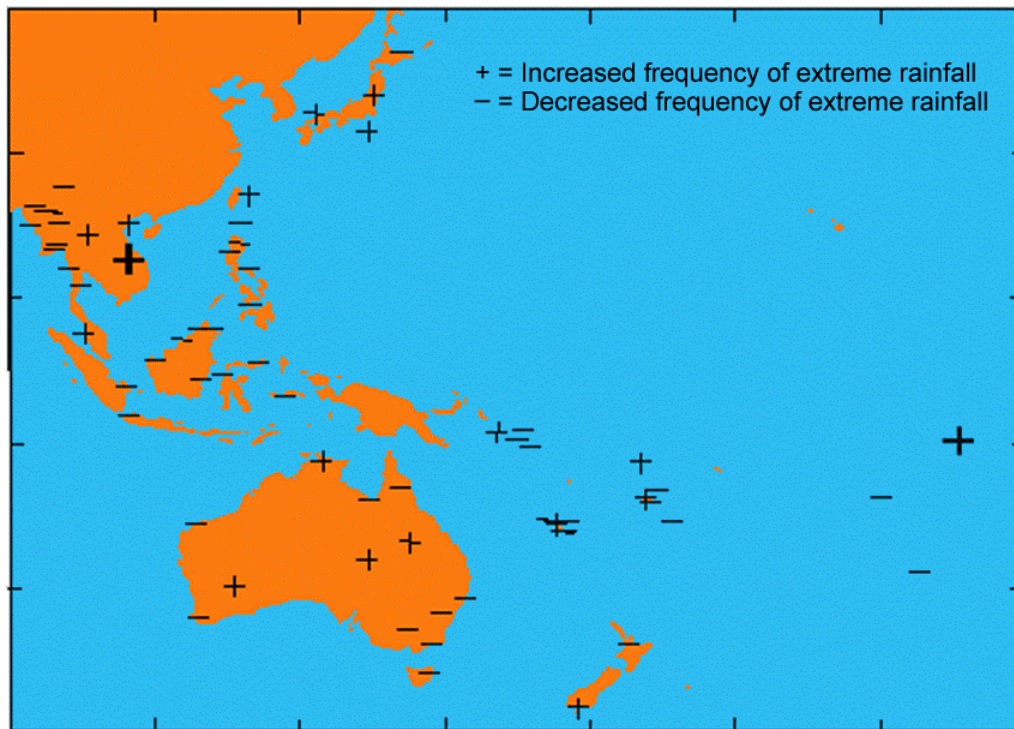 + = Increased frequency of extreme rainfall
− = Decreased frequency of extreme rainfall